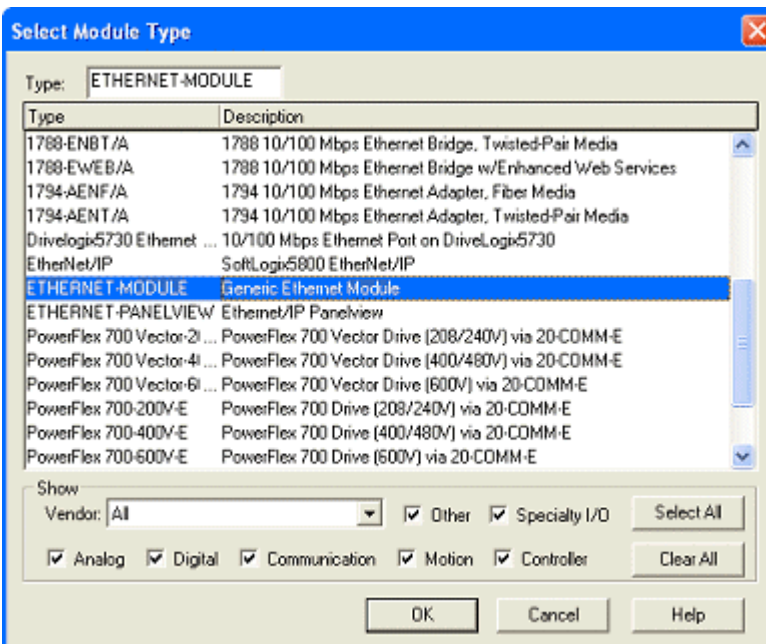 Select Module Type
Type: ETHERNET-MODULE
Type Description
1788-ENBT/A 1788 10/100 Mbps Ethernet Bridge, Twisted-Pair Media
1788-EWEB/A 1788 10/100 Mbps Ethernet Bridge w/Enhanced Web Services
1794-AENF/A 1794 10/100 Mbps Ethernet Adapter, Fiber Media
1794-AENT/A 1794 10/100 Mbps Ethernet Adapter, Twisted-Pair Media
Drivelogix5730 Ethernet ... 10/100 Mbps Ethernet Port on DriveLogix5730
EtherNet/IP SoftLogix5800 EtherNet/IP
ETHERNET-MODULE Generic Ethernet Module
ETHERNET-PANELVIEW Ethernet/IP Panelview
PowerFlex 700 Vector-2 ... PowerFlex 700 Vector Drive (208/240V) via 20-COMM-E
PowerFlex 700 Vector-4 ... PowerFlex 700 Vector Drive (400/480V) via 20-COMM-E
PowerFlex 700 Vector-6 ... PowerFlex 700 Vector Drive (600V) via 20-COMM-E
PowerFlex 700-200V-E PowerFlex 700 Drive (208/240V) via 20-COMM-E
PowerFlex 700-400V-E PowerFlex 700 Drive (400/480V) via 20-COMM-E
PowerFlex 700-600V-E PowerFlex 700 Drive (600V) via 20-COMM-E
Show
Vendor: All Other Specialty I/O Select All
Analog Digital Communication Motion Controller Clear All
OK Cancel Help